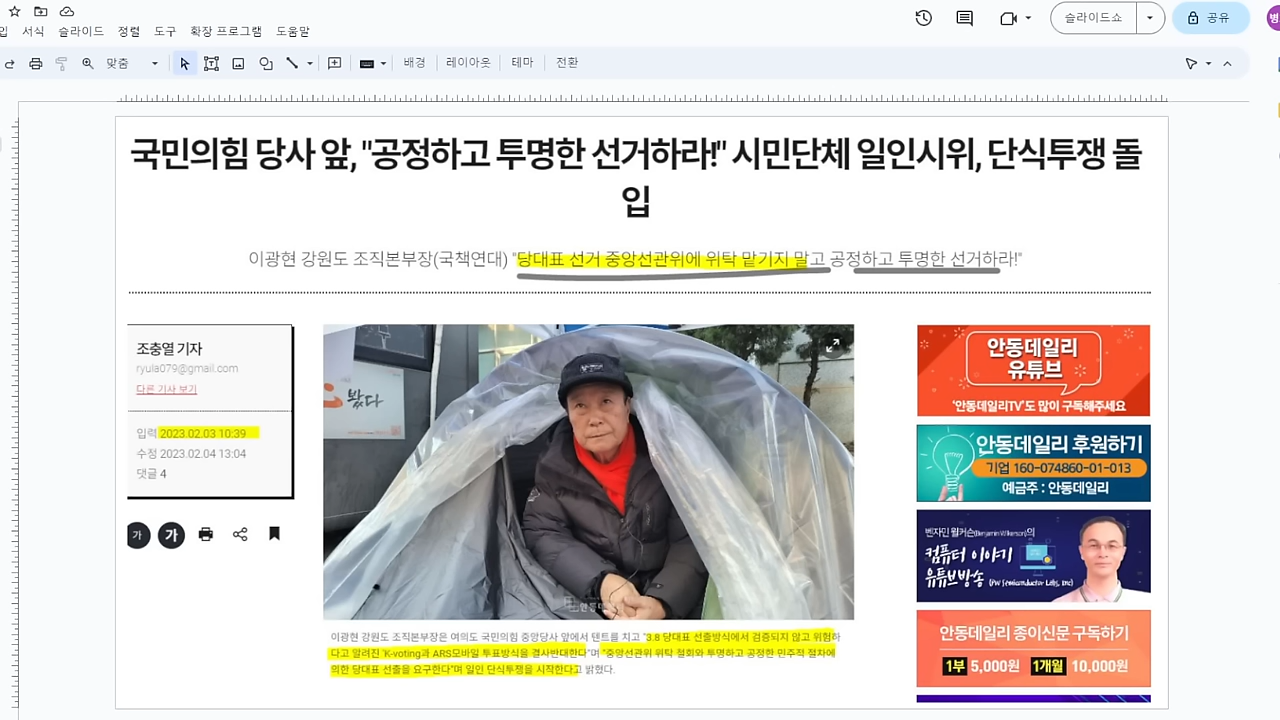 입 서식 슬라이드 정렬 도구 확장 프로그램 도움말
슬라이드쇼
공유
병
맞춤
배경 레이아웃 테마 전환
국민의힘 당사 앞, "공정하고 투명한 선거하라!" 시민단체 일인시위, 단식투쟁 돌
입
이광현 강원도 조직본부장(국책연대) "당대표 선거 중앙선관위에 위탁 맡기지 말고 공정하고 투명한 선거하라!"
조충열 기자
ryula079@gmail.com
다른 기사 보기
입력 2023.02.03 10:39
수정 2023.02.04 13:04
댓글 4
가 가
봤다
이광현 강원도 조직본부장은 여의도 국민의힘 중앙당사 앞에서 텐트를 치고 "3.8 당대표 선출방식에서 검증되지 않고 위험하
다고 알려진 'K-voting과 ARS모바일 투표방식을 결사반대한다"며 "중앙선관위 위탁 철회와 투명하고 공정한 민주적 절차에
의한 당대표 선출을 요구한다"며 일인 단식투쟁을 시작한다고 밝혔다.
안동데일리
유튜브
'안동데일리TV'도 많이 구독해주세요
안동데일리 후원하기
기업 160-074860-01-013
예금주 : 안동데일리
벤자민 윌커슨(Benjamin Wilkerson)의
컴퓨터 이야기
유튜브방송 (PW Semiconductor Labs, Inc)
안동데일리 종이신문 구독하기
1부 5,000원 1개월 10,000원